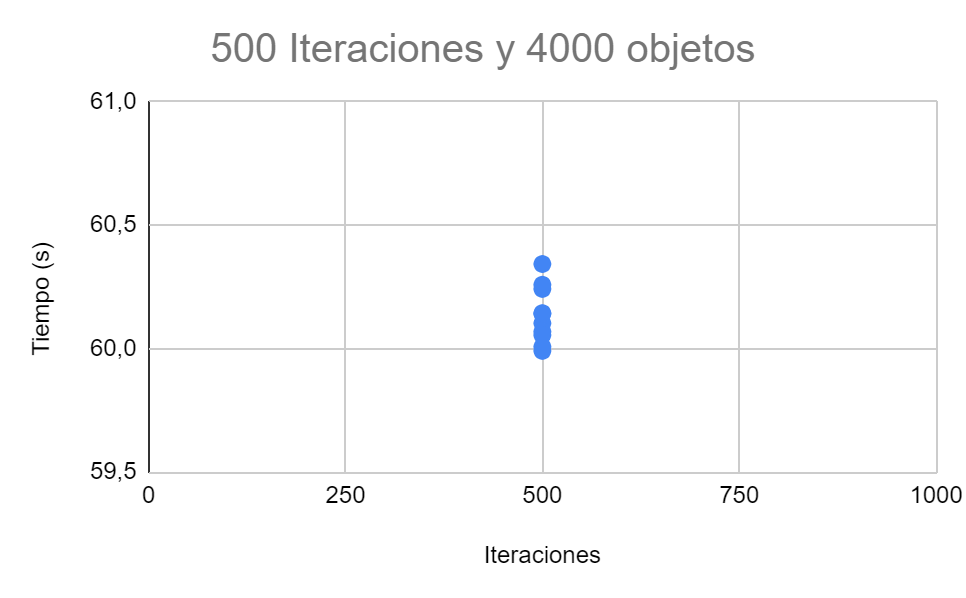 500 Iteraciones y 4000 objetos
61,0
60,5
60,0
59,5
Tiempo (s)
0 250 500 750 1000
Iteraciones